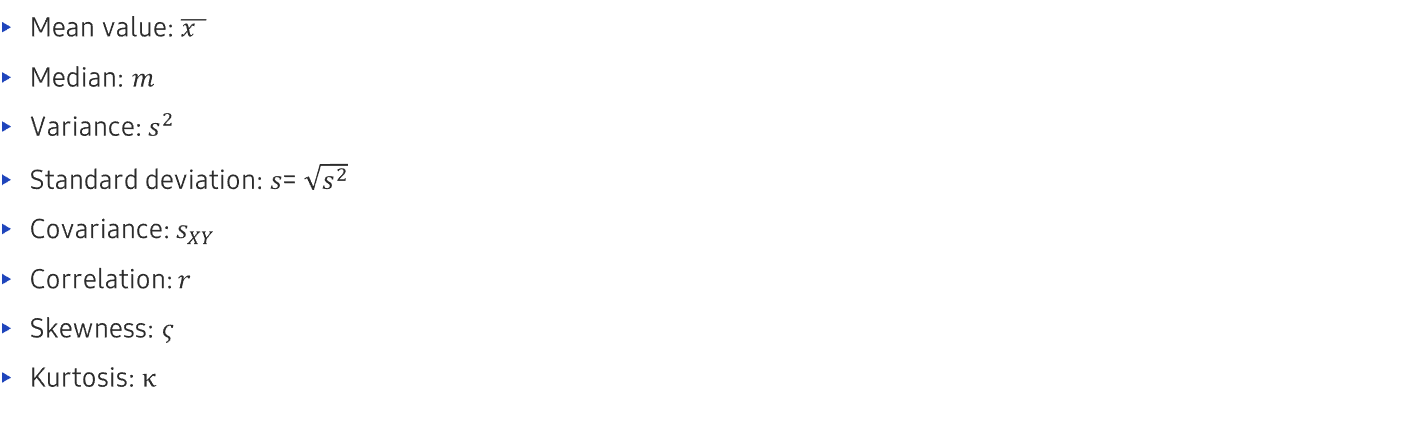 ▸ Mean value: x̅
▸ Median: m
▸ Variance: s²
▸ Standard deviation: s= √s²
▸ Covariance: s_XY
▸ Correlation: r
▸ Skewness: ς
▸ Kurtosis: κ